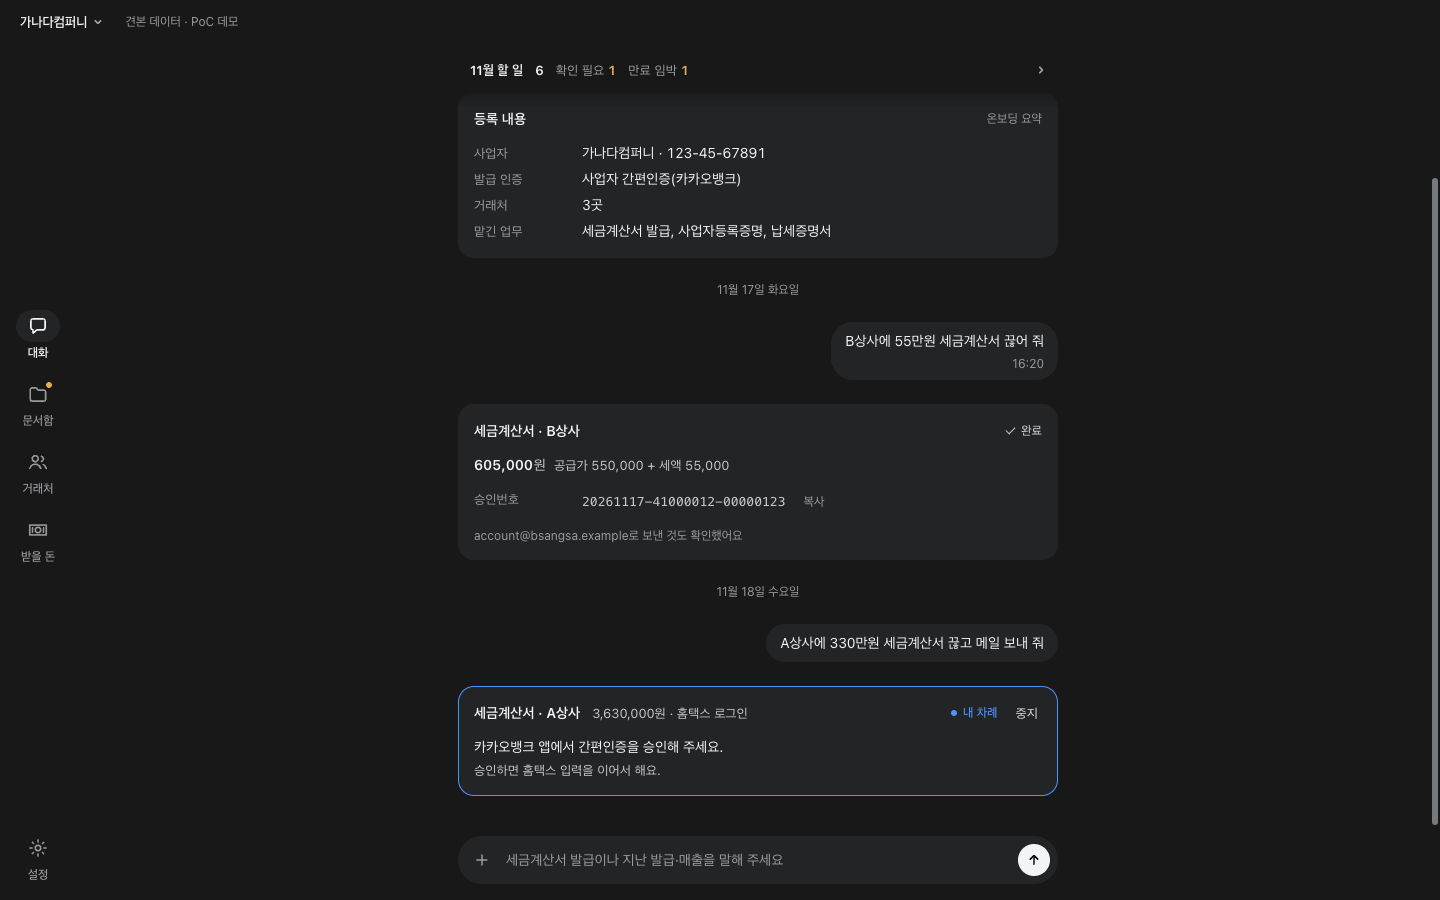 가나다컴퍼니 견본 데이터 · PoC 데모
11월 할 일 6 확인 필요 1 만료 임박 1
등록 내용 온보딩 요약
사업자 가나다컴퍼니 · 123-45-67891
발급 인증 사업자 간편인증(카카오뱅크)
거래처 3곳
맡긴 업무 세금계산서 발급, 사업자등록증명, 납세증명서
11월 17일 화요일
B상사에 55만원 세금계산서 끊어 줘
16:20
세금계산서 · B상사 완료
605,000원 공급가 550,000 + 세액 55,000
승인번호 20261117-41000012-00000123 복사
account@bsangsa.example로 보낸 것도 확인했어요
11월 18일 수요일
A상사에 330만원 세금계산서 끊고 메일 보내 줘
세금계산서 · A상사 3,630,000원 · 홈택스 로그인 내 차례 중지
카카오뱅크 앱에서 간편인증을 승인해 주세요.
승인하면 홈택스 입력을 이어서 해요.
세금계산서 발급이나 지난 발급·매출을 말해 주세요
대화
문서함
거래처
받을 돈
설정